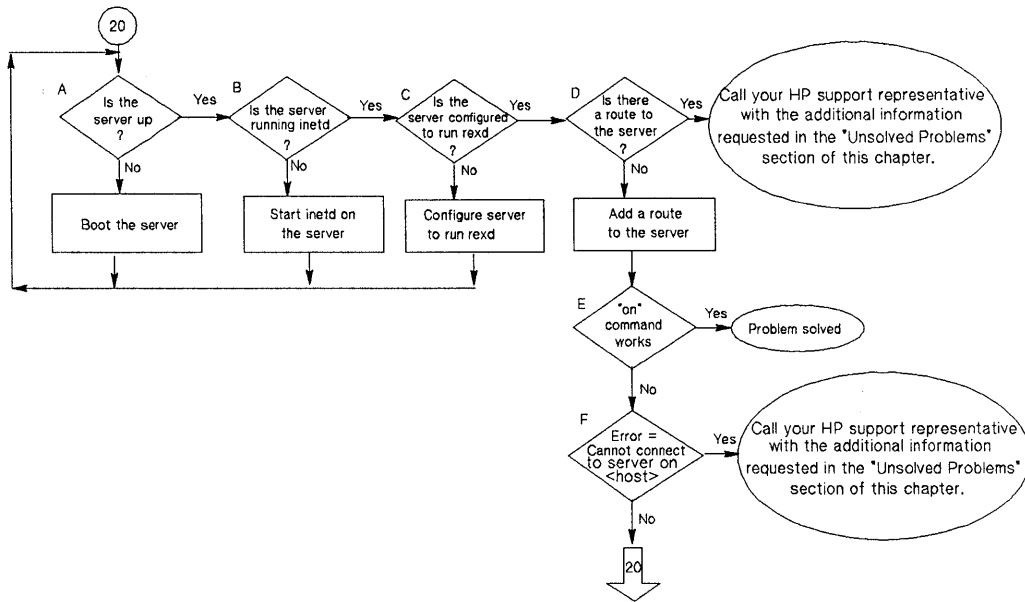 20
A
Is the
server up
?
Yes
No
Boot the server
B
Is the server
running inetd
?
Yes
No
Start inetd on
the server
C
Is the
server configured
to run rexd
?
Yes
No
Configure server
to run rexd
D
Is there
a route to
the server
?
Yes
No
Call your HP support representative
with the additional information
requested in the "Unsolved Problems"
section of this chapter.
Add a route
to the server
E
"on"
command
works
Yes
No
Problem solved
F
Error =
Cannot connect
to server on
<host>
Yes
No
Call your HP support representative
with the additional information
requested in the "Unsolved Problems"
section of this chapter.
20